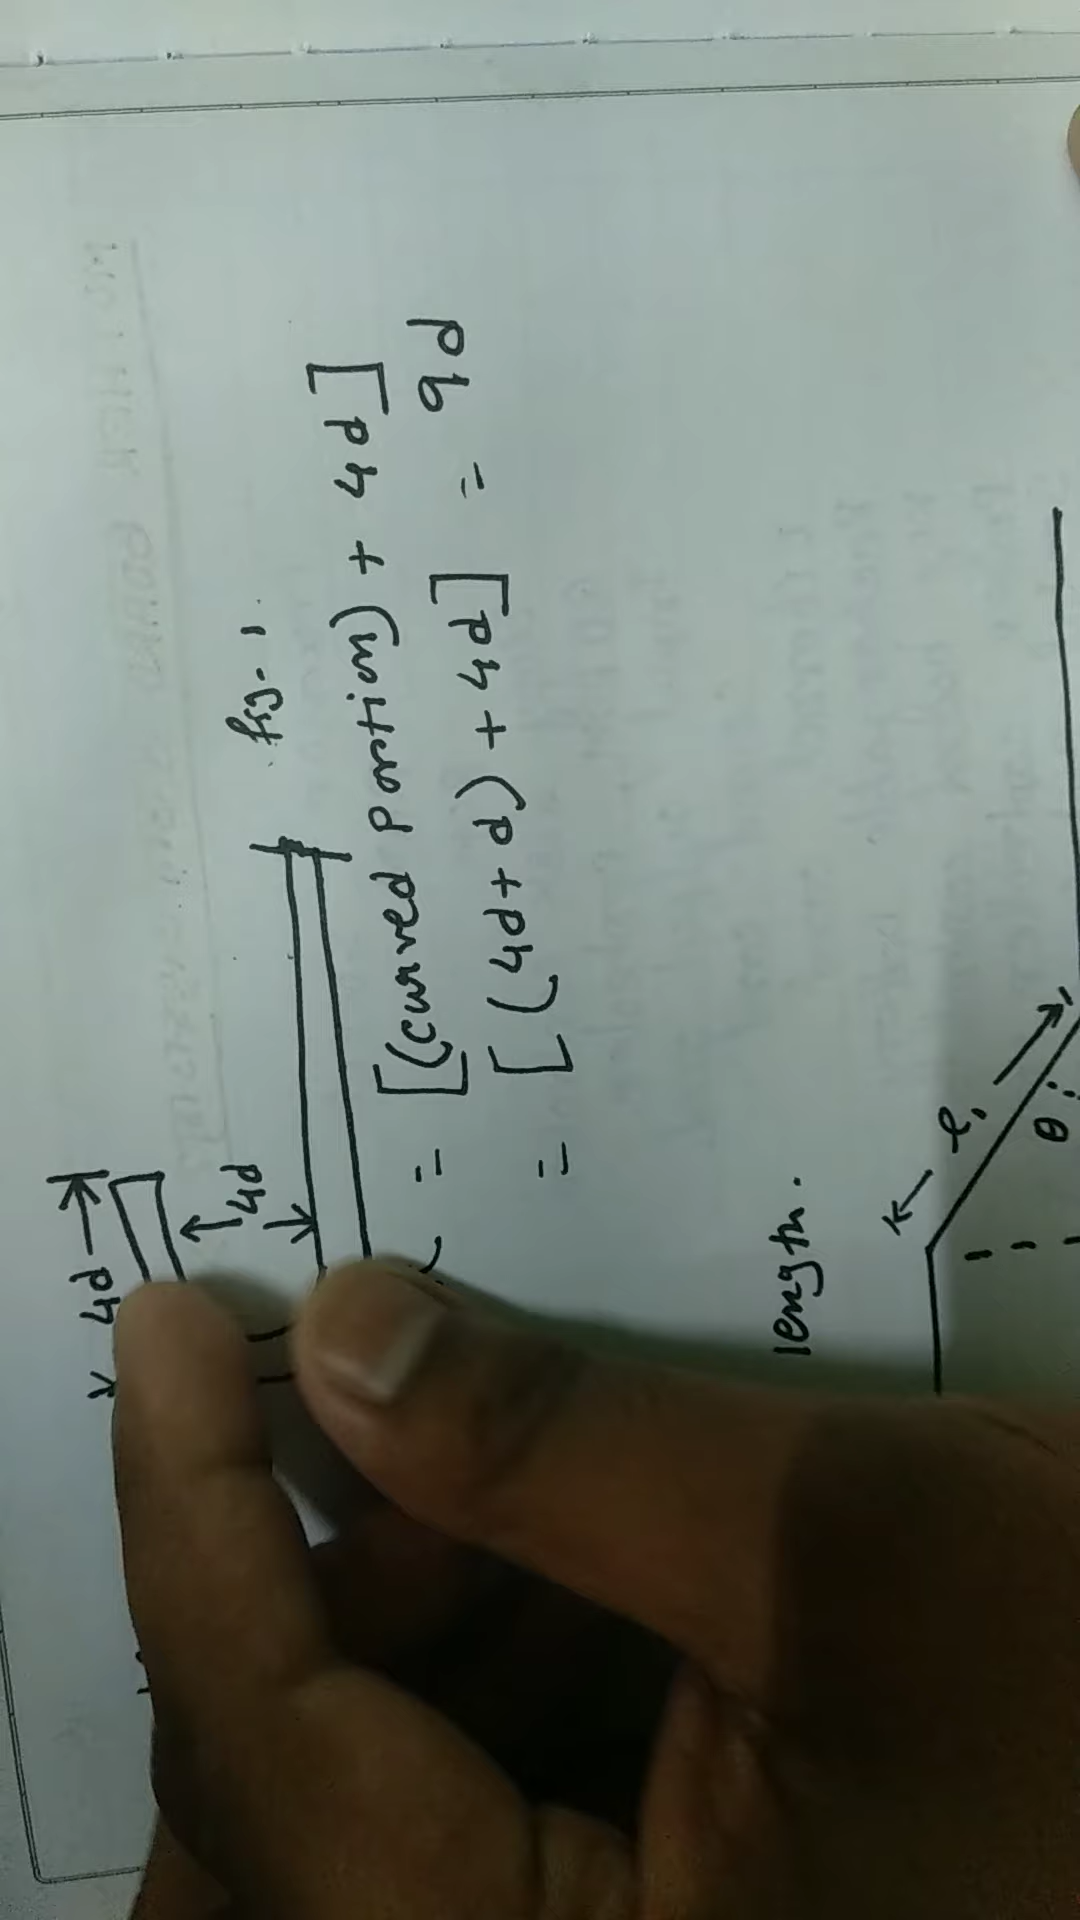 4d
4d
fig. 1.
= [(curved portion) + 4d]
= [(4d+d) + 4d] = 9d
length.
l₁
θ